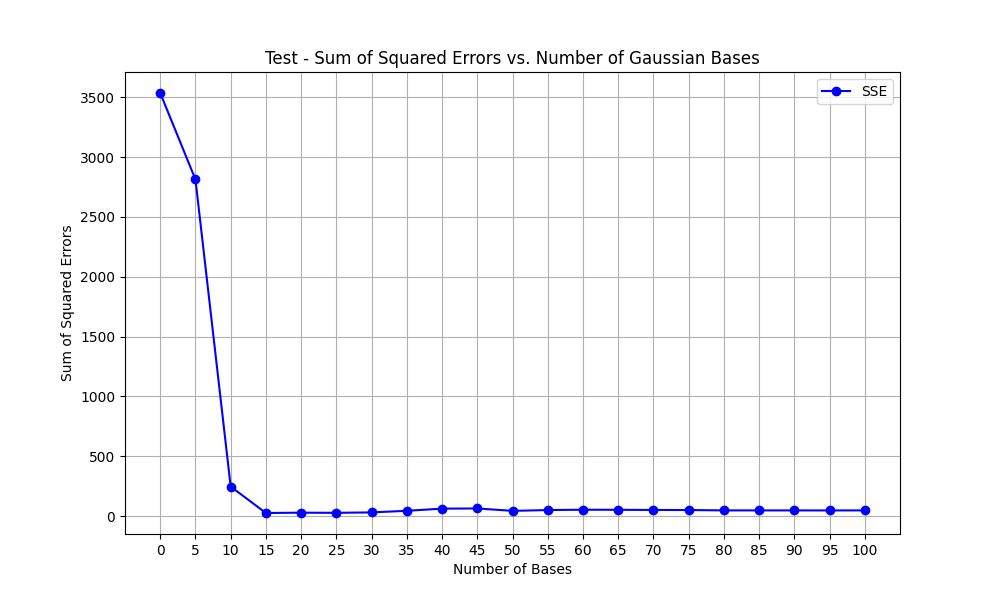 Test - Sum of Squared Errors vs. Number of Gaussian Bases
SSE
Sum of Squared Errors
3500
3000
2500
2000
1500
1000
500
0
0 5 10 15 20 25 30 35 40 45 50 55 60 65 70 75 80 85 90 95 100
Number of Bases